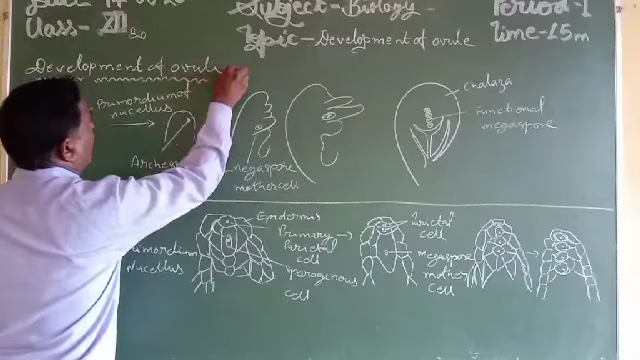 Subject - Biology
Period - I
Class - XII Bio
Topic - Development of ovule
Time - 15m
Development of ovule
Primordium of
nucellus
Megaspore
mothercell
chalaza
Functional
megaspore
Epidermis
Primary
Parietal
cell
Sporogenous
cell
Primordium
Nucellus
Parietal
cell
megaspore
mother
cell